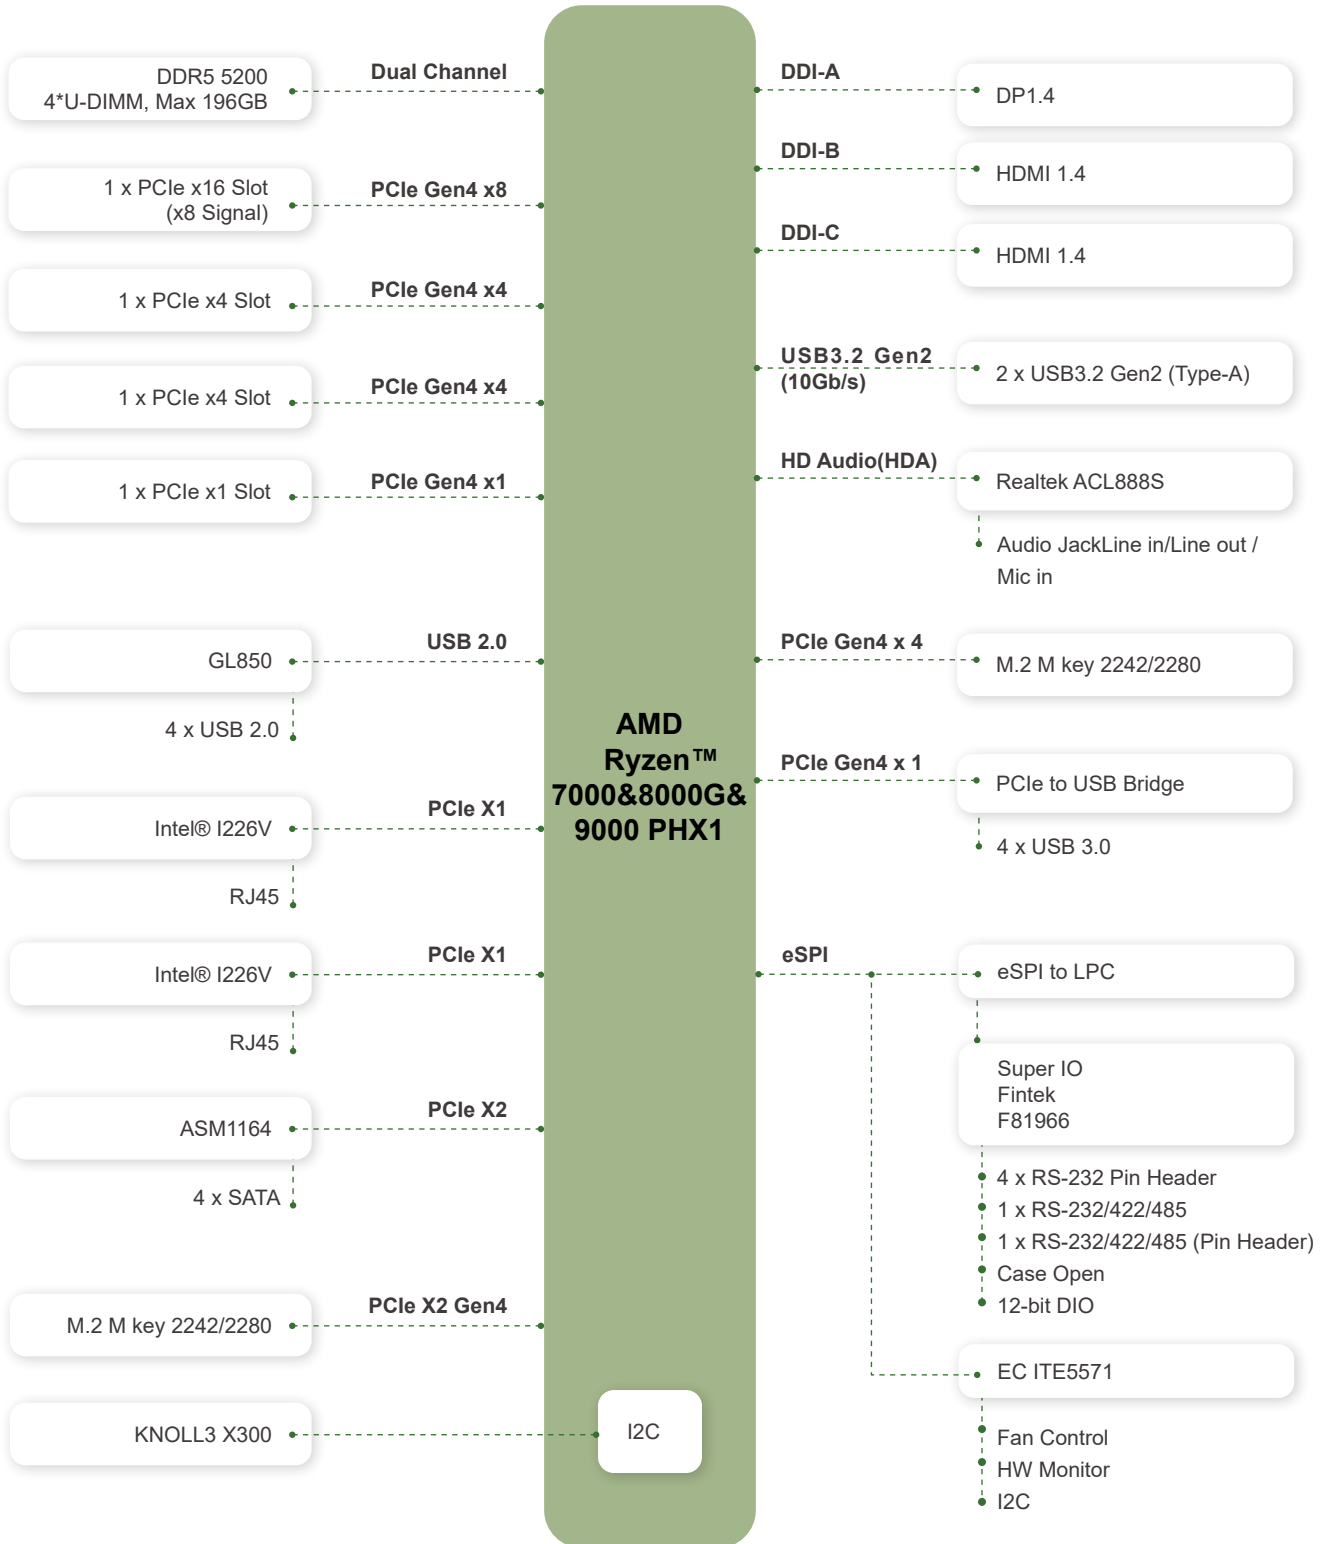 DDR5 5200
4*U-DIMM, Max 196GB
Dual Channel
1 x PCIe x16 Slot
(x8 Signal)
PCIe Gen4 x8
1 x PCIe x4 Slot
PCIe Gen4 x4
1 x PCIe x4 Slot
PCIe Gen4 x4
1 x PCIe x1 Slot
PCIe Gen4 x1
GL850
USB 2.0
4 x USB 2.0
Intel® I226V
PCIe X1
RJ45
Intel® I226V
PCIe X1
RJ45
ASM1164
PCIe X2
4 x SATA
M.2 M key 2242/2280
PCIe X2 Gen4
KNOLL3 X300
AMD
Ryzen™
7000&8000G&
9000 PHX1
I2C
DDI-A
DP1.4
DDI-B
HDMI 1.4
DDI-C
HDMI 1.4
USB3.2 Gen2
(10Gb/s)
2 x USB3.2 Gen2 (Type-A)
HD Audio(HDA)
Realtek ACL888S
Audio JackLine in/Line out /
Mic in
PCIe Gen4 x 4
M.2 M key 2242/2280
PCIe Gen4 x 1
PCIe to USB Bridge
4 x USB 3.0
eSPI
eSPI to LPC
Super IO
Fintek
F81966
4 x RS-232 Pin Header
1 x RS-232/422/485
1 x RS-232/422/485 (Pin Header)
Case Open
12-bit DIO
EC ITE5571
Fan Control
HW Monitor
I2C